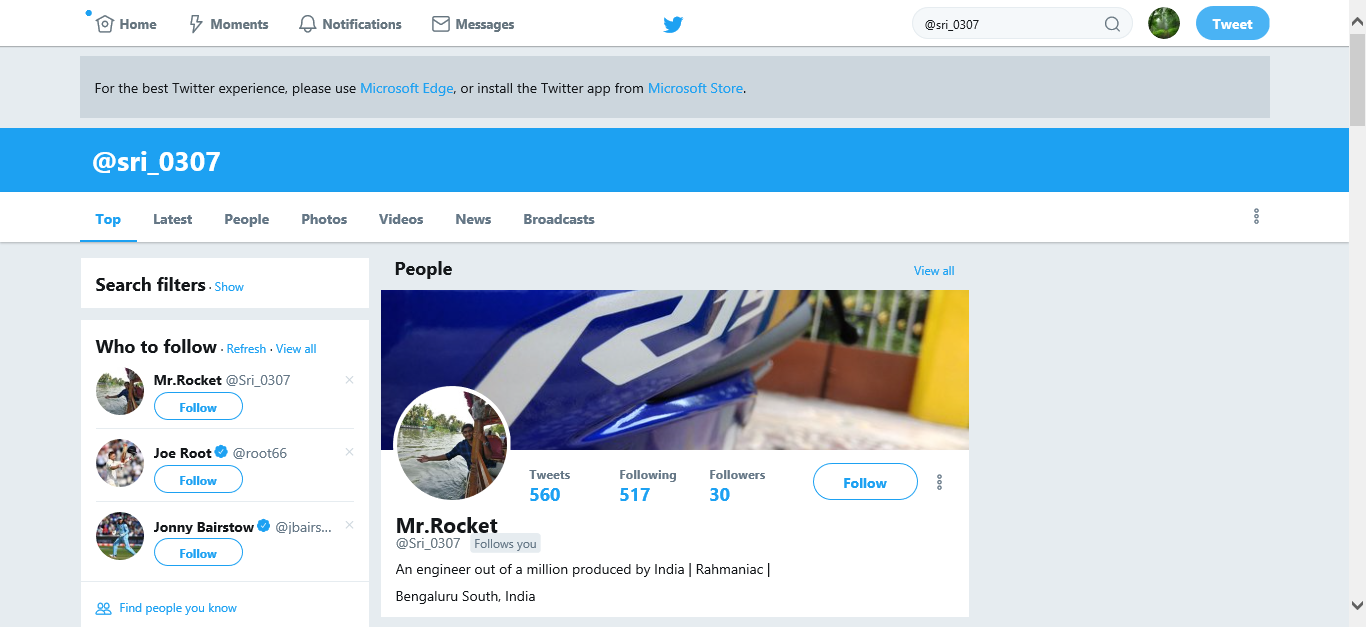 Home Moments Notifications Messages @sri_0307 Tweet
For the best Twitter experience, please use Microsoft Edge, or install the Twitter app from Microsoft Store.
@sri_0307
Top Latest People Photos Videos News Broadcasts
Search filters · Show
Who to follow · Refresh · View all
Mr.Rocket @Sri_0307
Follow
Joe Root @root66
Follow
Jonny Bairstow @jbairs...
Follow
Find people you know
People View all
R15
Tweets Following Followers
560 517 30
Follow
Mr.Rocket
@Sri_0307 Follows you
An engineer out of a million produced by India | Rahmaniac |
Bengaluru South, India